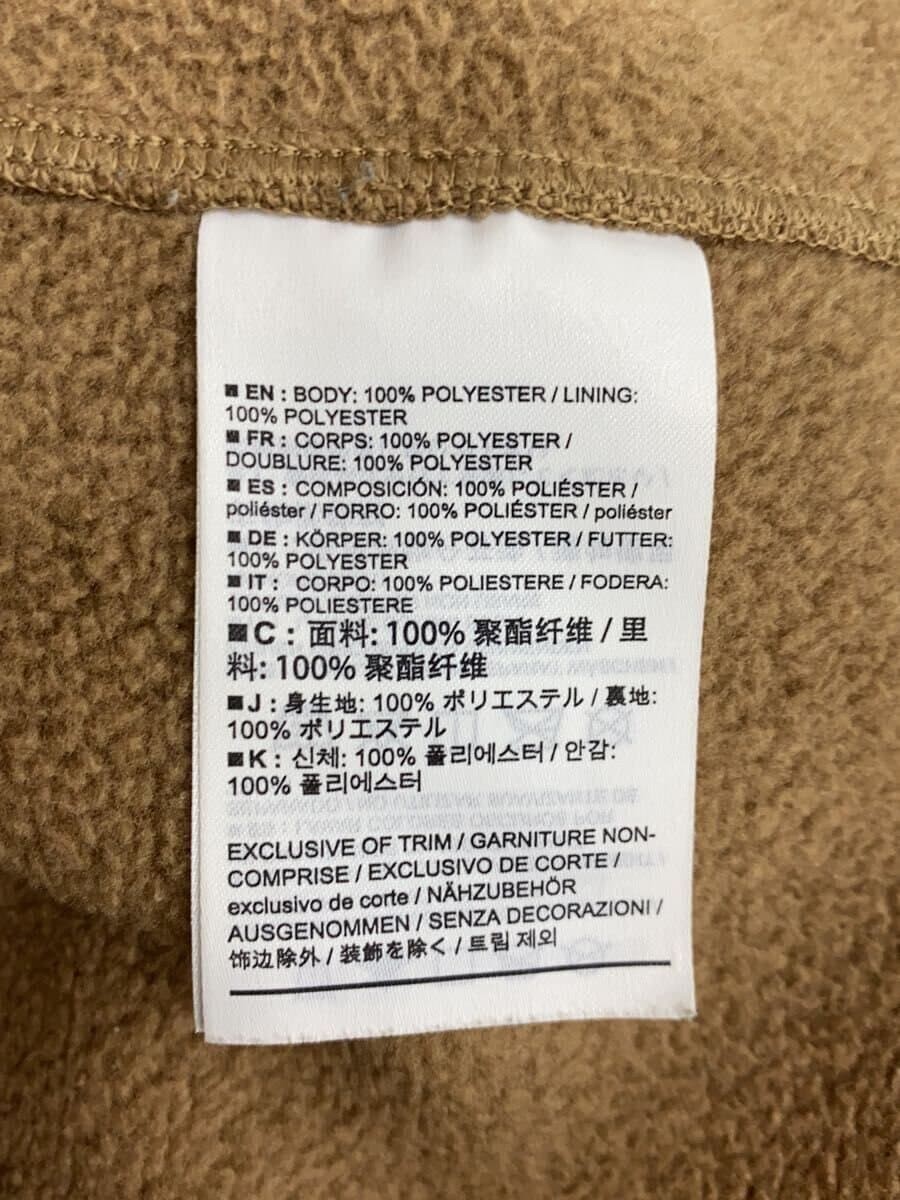 ■ EN : BODY: 100% POLYESTER / LINING:
100% POLYESTER
■ FR : CORPS: 100% POLYESTER /
DOUBLURE: 100% POLYESTER
■ ES : COMPOSICIÓN: 100% POLIÉSTER /
poliéster / FORRO: 100% POLIÉSTER / poliéster
■ DE : KÖRPER: 100% POLYESTER / FUTTER:
100% POLYESTER
■ IT : CORPO: 100% POLIESTERE / FODERA:
100% POLIESTERE
■ C : 面料: 100% 聚酯纤维 / 里
料: 100% 聚酯纤维
■ J : 身生地: 100% ポリエステル / 裏地:
100% ポリエステル
■ K : 신체: 100% 폴리에스터 / 안감:
100% 폴리에스터
EXCLUSIVE OF TRIM / GARNITURE NON-
COMPRISE / EXCLUSIVO DE CORTE /
exclusivo de corte / NÄHZUBEHÖR
AUSGENOMMEN / SENZA DECORAZIONI /
饰边除外 / 装飾を除く / 트림 제외